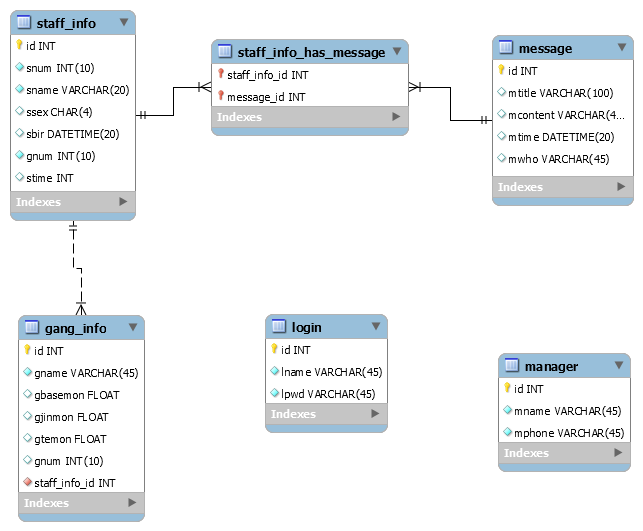 staff_info
id INT
snum INT(10)
sname VARCHAR(20)
ssex CHAR(4)
sbir DATETIME(20)
gnum INT(10)
stime INT
Indexes
staff_info_has_message
staff_info_id INT
message_id INT
Indexes
message
id INT
mtitle VARCHAR(100)
mcontent VARCHAR(4...
mtime DATETIME(20)
mwho VARCHAR(45)
Indexes
gang_info
id INT
gname VARCHAR(45)
gbasemon FLOAT
gjinmon FLOAT
gtemon FLOAT
gnum INT(10)
staff_info_id INT
Indexes
login
id INT
lname VARCHAR(45)
lpwd VARCHAR(45)
Indexes
manager
id INT
mname VARCHAR(45)
mphone VARCHAR(45)
Indexes